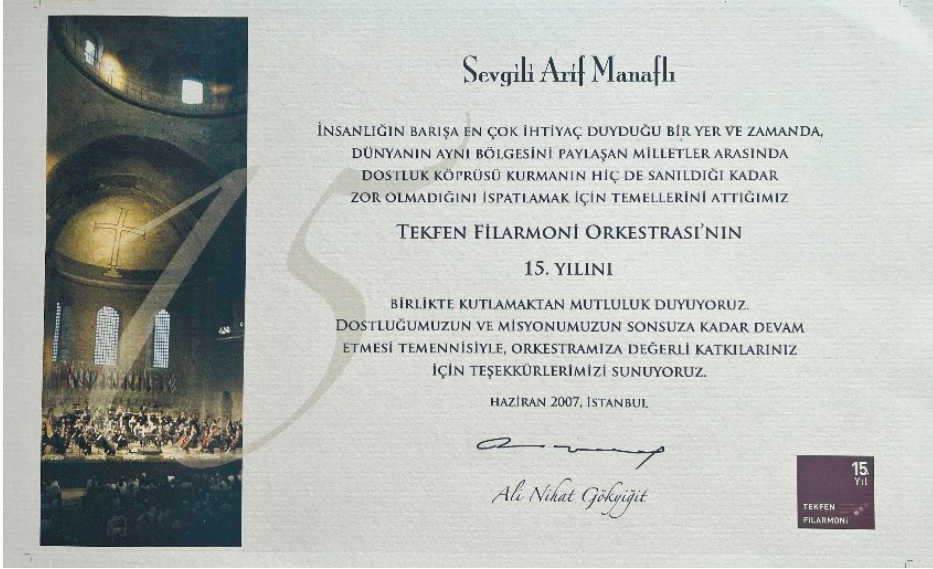 Sevgili Arif Manaflı
İNSANLIĞIN BARIŞA EN ÇOK İHTİYAÇ DUYDUĞU BİR YER VE ZAMANDA,
DÜNYANIN AYNI BÖLGESİNİ PAYLAŞAN MİLLETLER ARASINDA
DOSTLUK KÖPRÜSÜ KURMANIN HİÇ DE SANILDIĞI KADAR
ZOR OLMADIĞINI İSPATLAMAK İÇİN TEMELLERİNİ ATTIĞIMIZ
TEKFEN FİLARMONİ ORKESTRASI'NIN
15. YILINI
BİRLİKTE KUTLAMAKTAN MUTLULUK DUYUYORUZ.
DOSTLUĞUMUZUN VE MİSYONUMUZUN SONSUZA KADAR DEVAM
ETMESİ TEMENNİSİYLE, ORKESTRAMIZA DEĞERLİ KATKILARINIZ
İÇİN TEŞEKKÜRLERİMİZİ SUNUYORUZ.
HAZİRAN 2007, İSTANBUL
Ali Nihat Gökyiğit
15
15.
Yıl
TEKFEN
FİLARMONİ